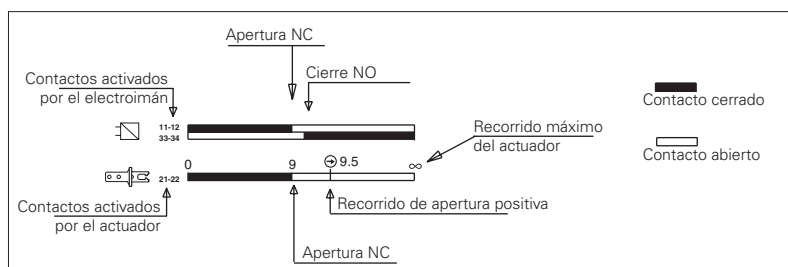 Apertura NC
Cierre NO
Contactos activados
por el electroimán
11-12
33-34
Contacto cerrado
Recorrido máximo
del actuador
Contacto abierto
0
9
9.5
∞
21-22
Contactos activados
por el actuador
Recorrido de apertura positiva
Apertura NC